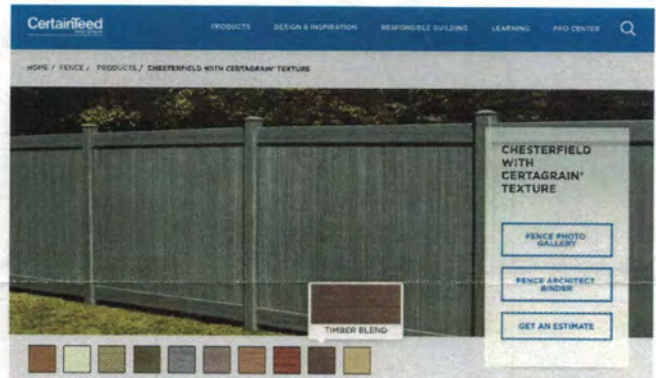 CertainTeed
PRODUCTS DESIGN & INSPIRATION RESPONSIBLE BUILDING LEARNING PRO CENTER
HOME / FENCE / PRODUCTS / CHESTERFIELD WITH CERTAGRAIN® TEXTURE
CHESTERFIELD
WITH
CERTAGRAIN®
TEXTURE
FENCE PHOTO
GALLERY
FENCE ARCHITECT
BINDER
GET AN ESTIMATE
TIMBER BLEND